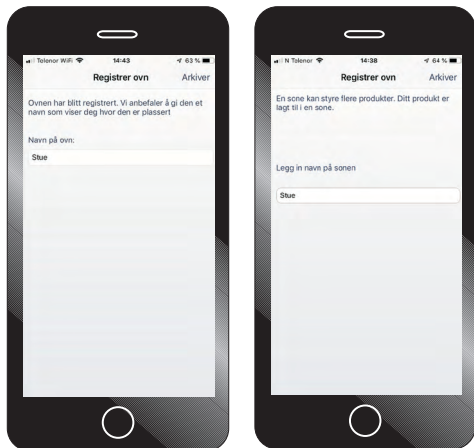 Telenor WiFi 14:43 63 %
Registrer ovn Arkiver
Ovnen har blitt registrert. Vi anbefaler å gi den et
navn som viser deg hvor den er plassert
Navn på ovn:
Stue
N Telenor 14:38 64 %
Registrer ovn Arkiver
En sone kan styre flere produkter. Ditt produkt er
lagt til i en sone.
Legg in navn på sonen
Stue